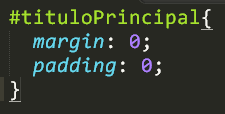 #tituloPrincipal{
margin: 0;
padding: 0;
}